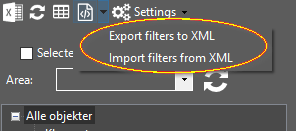 Settings
Export filters to XML
Import filters from XML
Selecte
Area:
Alle objekter